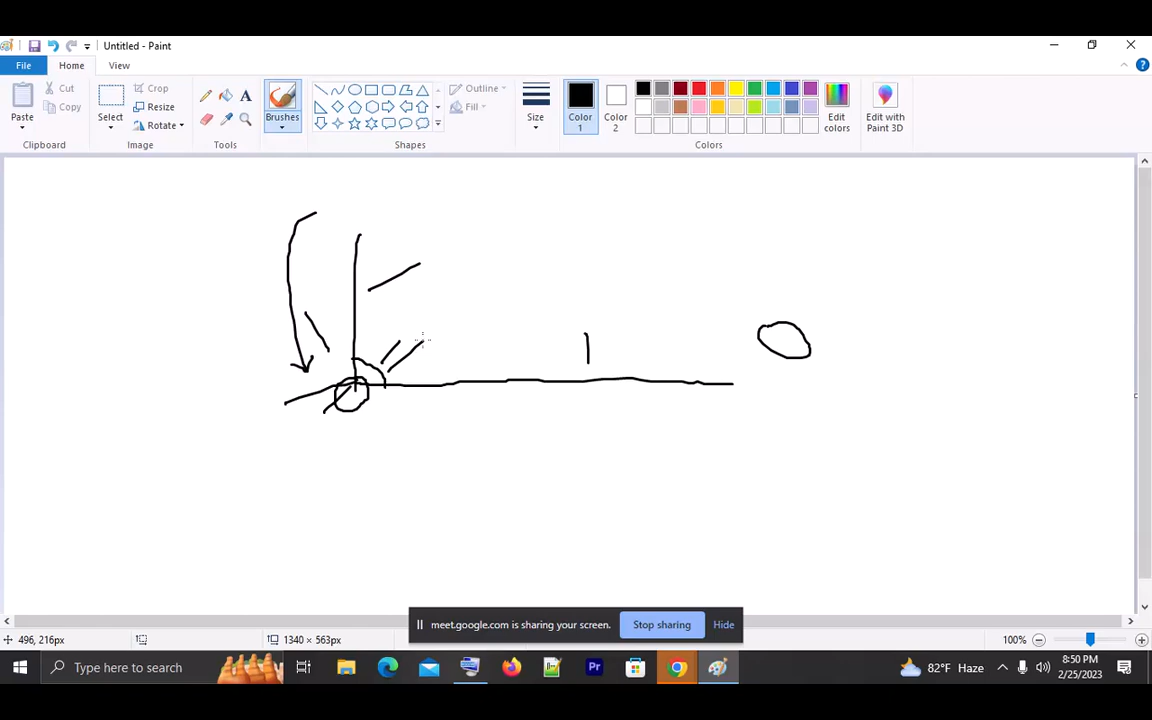 Untitled - Paint
File Home View
Paste
Cut
Copy
Clipboard
Select
Crop
Resize
Rotate
Image
A
Tools
Brushes
Shapes
Outline
Fill
Size
Color 1
Color 2
Colors
Edit colors
Edit with Paint 3D
meet.google.com is sharing your screen. Stop sharing Hide
496, 216px 1340 × 563px 100%
Type here to search Pr 82°F Haze 8:50 PM
2/25/2023